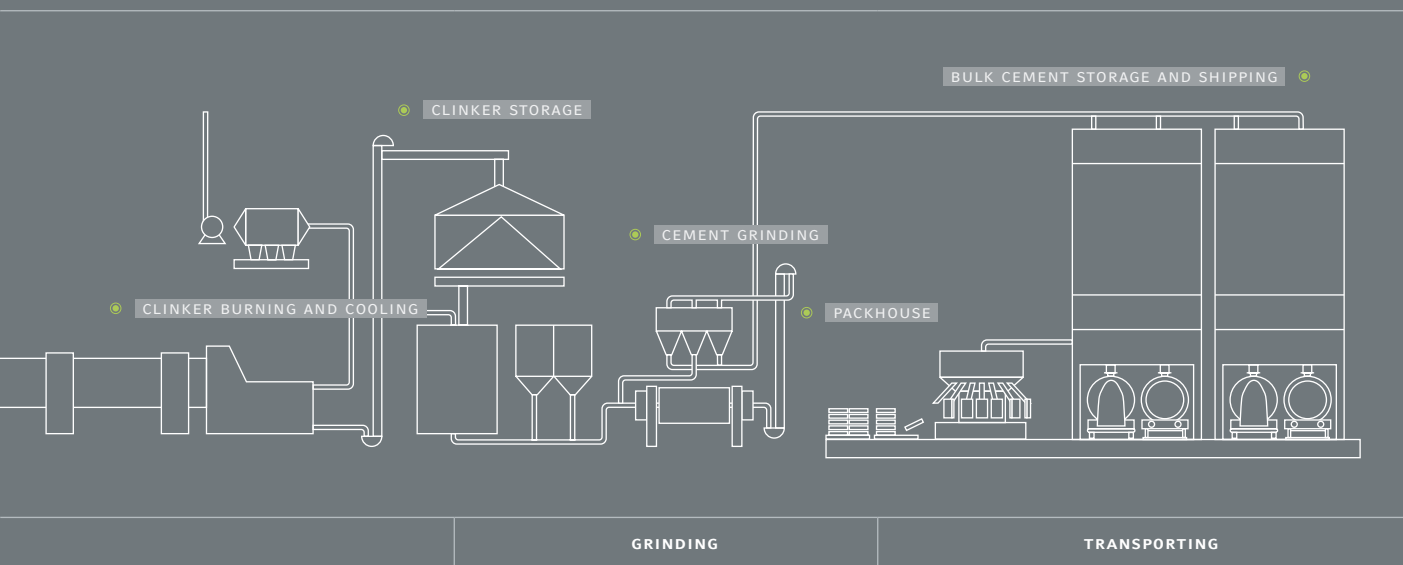 BULK CEMENT STORAGE AND SHIPPING
CLINKER STORAGE
CEMENT GRINDING
CLINKER BURNING AND COOLING
PACKHOUSE
GRINDING
TRANSPORTING